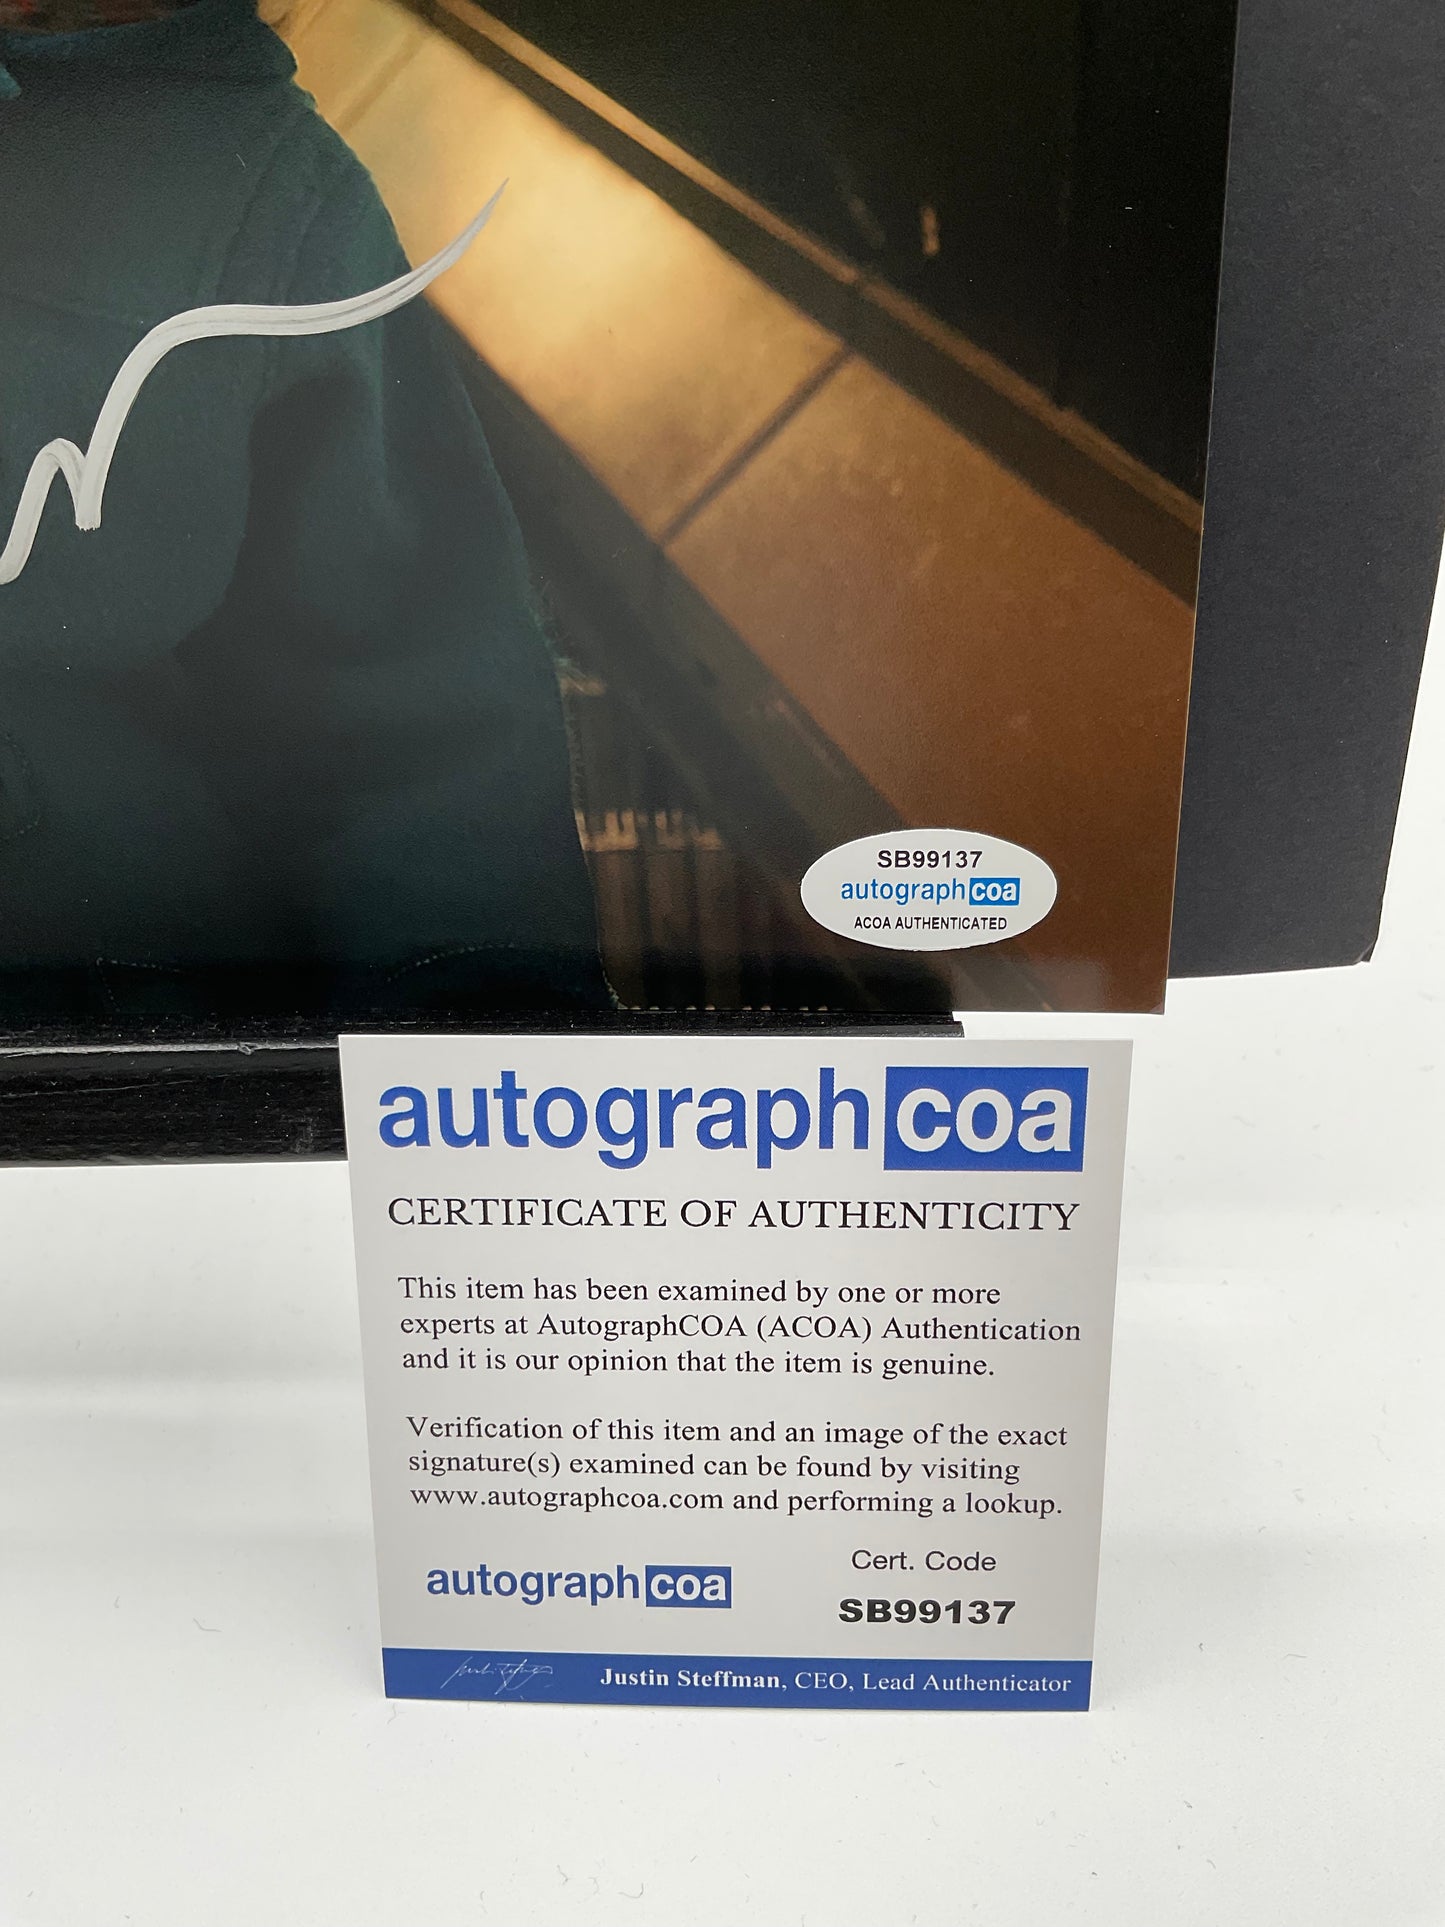 SB99137
autographcoa
ACOA AUTHENTICATED
autographcoa
CERTIFICATE OF AUTHENTICITY
This item has been examined by one or more
experts at AutographCOA (ACOA) Authentication
and it is our opinion that the item is genuine.
Verification of this item and an image of the exact
signature(s) examined can be found by visiting
www.autographcoa.com and performing a lookup.
autographcoa
Cert. Code
SB99137
Justin Steffman, CEO, Lead Authenticator